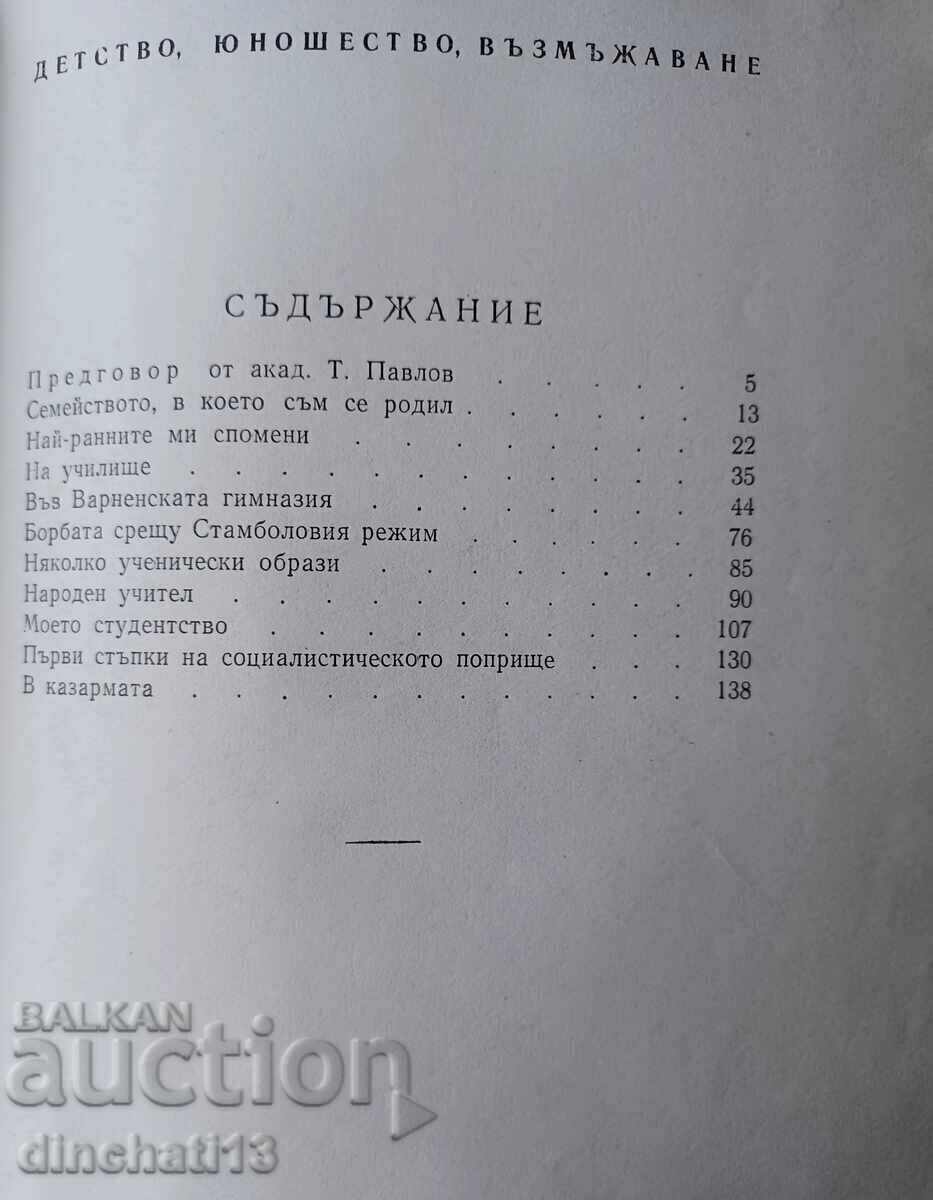 ДЕТСТВО, ЮНОШЕСТВО, ВЪЗМЪЖАВАНЕ
СЪДЪРЖАНИЕ
Предговор от акад. Т. Павлов . . . . . 5
Семейството, в което съм се родил . . . . . . 13
Най-ранните ми спомени . . . . . . . . 22
На училище . . . . . . . . . . . 35
Във Варненската гимназия . . . . . . . 44
Борбата срещу Стамболовия режим . . . . . . 76
Няколко ученически образи . . . . . . . . 85
Народен учител . . . . . . . . . . 90
Моето студентство . . . . . . . . . 107
Първи стъпки на социалистическото поприще . . . 130
В казармата . . . . . . . . . . . 138
BALKAN
auction
dinchati13